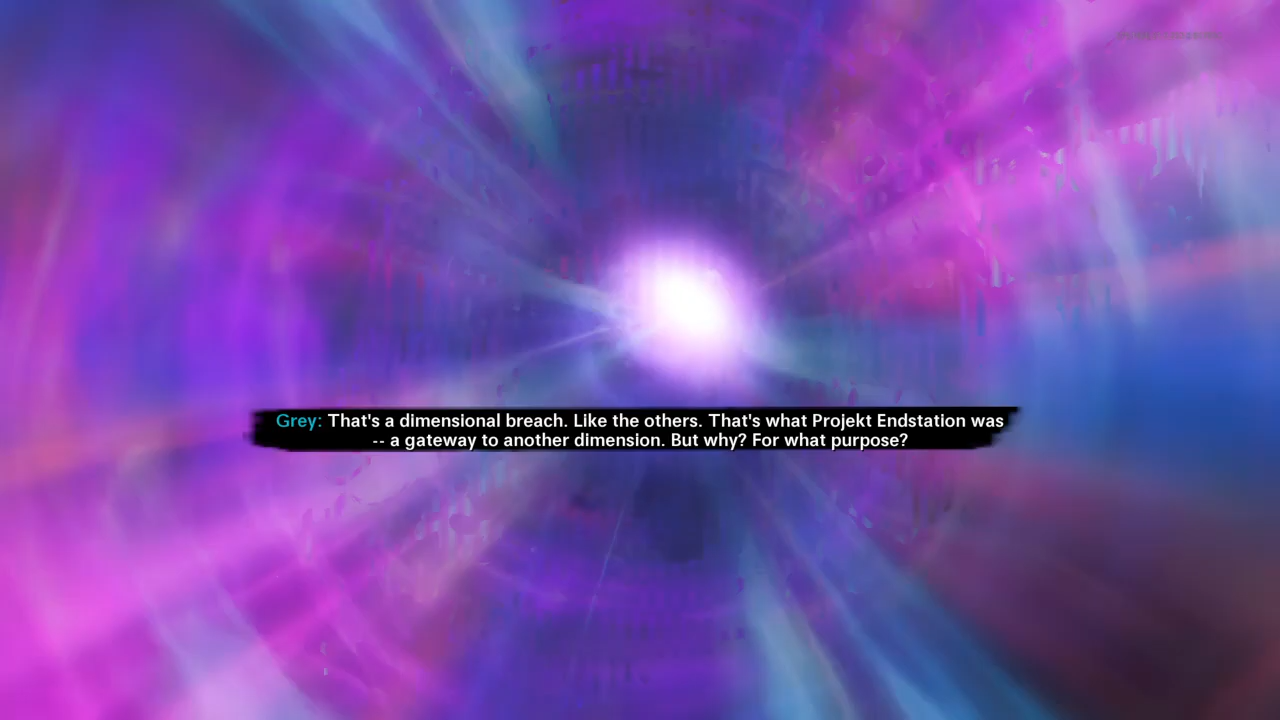 Grey: That's a dimensional breach. Like the others. That's what Projekt Endstation was
-- a gateway to another dimension. But why? For what purpose?